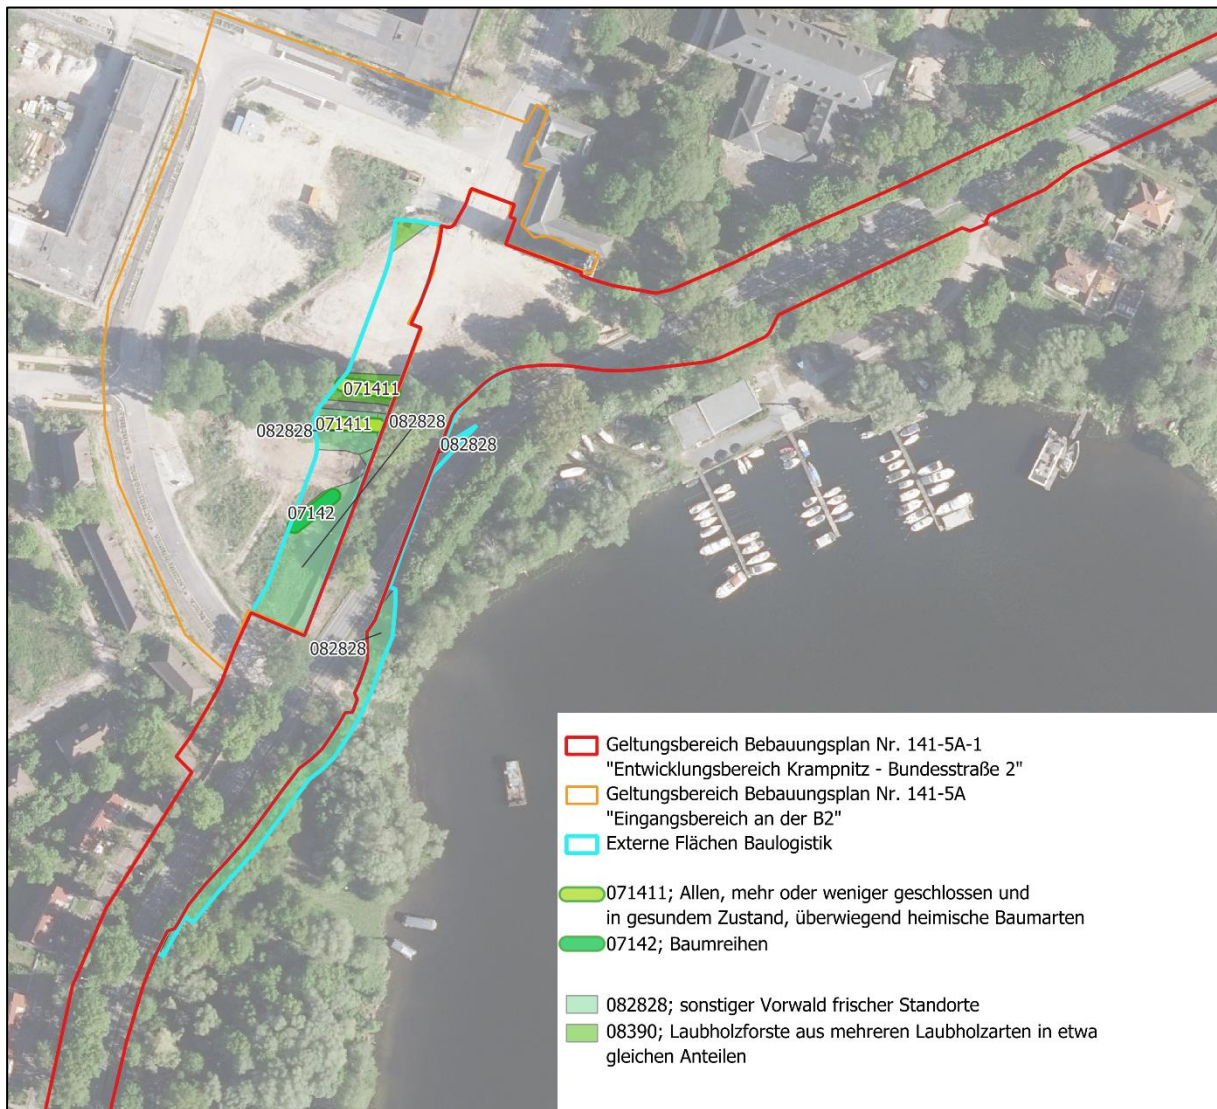 071411
071411
082828
082828
082828
07142
082828
Geltungsbereich Bebauungsplan Nr. 141-5A-1
"Entwicklungsbereich Krampnitz - Bundesstraße 2"
Geltungsbereich Bebauungsplan Nr. 141-5A
"Eingangsbereich an der B2"
Externe Flächen Baulogistik
071411; Allen, mehr oder weniger geschlossen und
in gesundem Zustand, überwiegend heimische Baumarten
07142; Baumreihen
082828; sonstiger Vorwald frischer Standorte
08390; Laubholzforste aus mehreren Laubholzarten in etwa
gleichen Anteilen